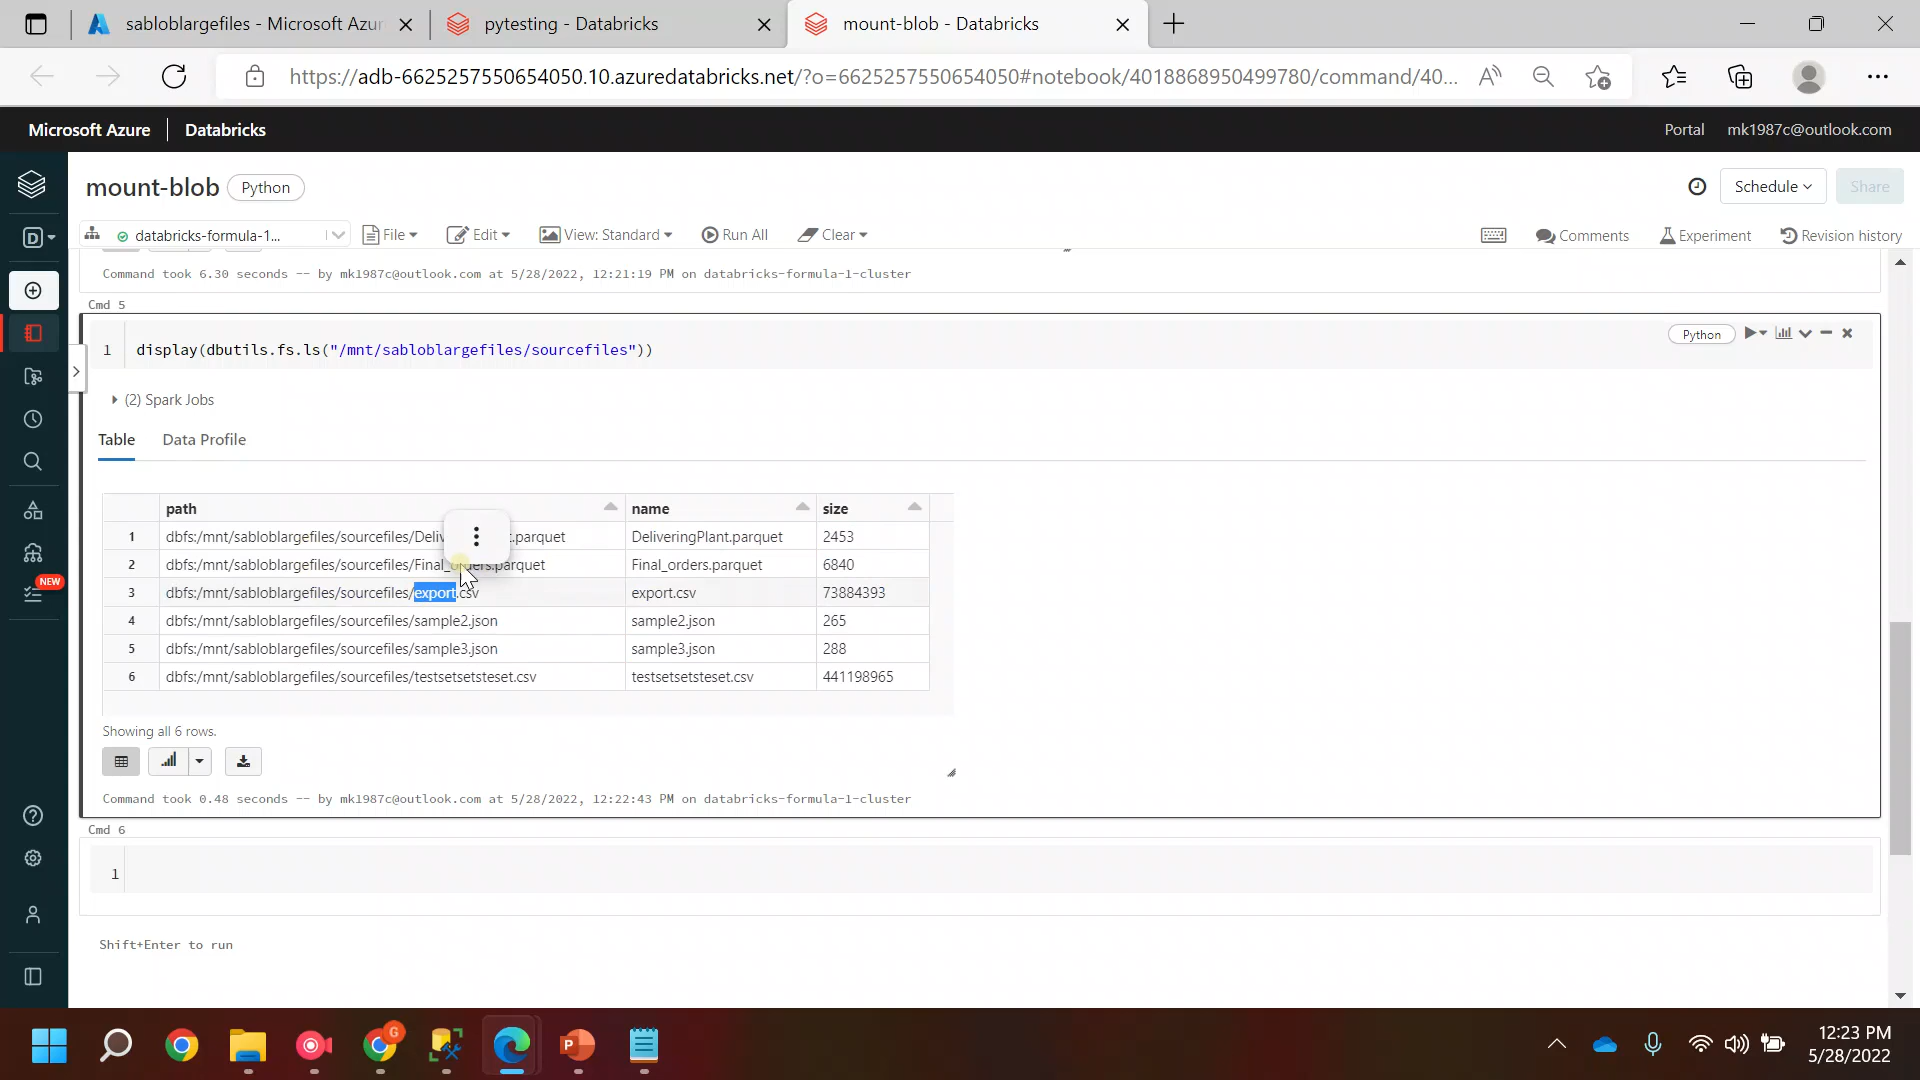 sabloblargefiles - Microsoft Azur
pytesting - Databricks
mount-blob - Databricks
https://adb-6625257550654050.10.azuredatabricks.net/?o=6625257550654050#notebook/4018868950499780/command/40...
Microsoft Azure
Databricks
Portal
mk1987c@outlook.com
mount-blob
Python
Schedule
Share
databricks-formula-1...
File
Edit
View: Standard
Run All
Clear
Comments
Experiment
Revision history
Command took 6.30 seconds -- by mk1987c@outlook.com at 5/28/2022, 12:21:19 PM on databricks-formula-1-cluster
Cmd 5
Python
1 display(dbutils.fs.ls("/mnt/sabloblargefiles/sourcefiles"))
(2) Spark Jobs
Table
Data Profile
path name size
1 dbfs:/mnt/sabloblargefiles/sourcefiles/Deliv .parquet DeliveringPlant.parquet 2453
2 dbfs:/mnt/sabloblargefiles/sourcefiles/Final_orders.parquet Final_orders.parquet 6840
3 dbfs:/mnt/sabloblargefiles/sourcefiles/export.csv export.csv 73884393
4 dbfs:/mnt/sabloblargefiles/sourcefiles/sample2.json sample2.json 265
5 dbfs:/mnt/sabloblargefiles/sourcefiles/sample3.json sample3.json 288
6 dbfs:/mnt/sabloblargefiles/sourcefiles/testsetsetsteset.csv testsetsetsteset.csv 441198965
Showing all 6 rows.
Command took 0.48 seconds -- by mk1987c@outlook.com at 5/28/2022, 12:22:43 PM on databricks-formula-1-cluster
Cmd 6
1
Shift+Enter to run
D
NEW
G
P
12:23 PM
5/28/2022